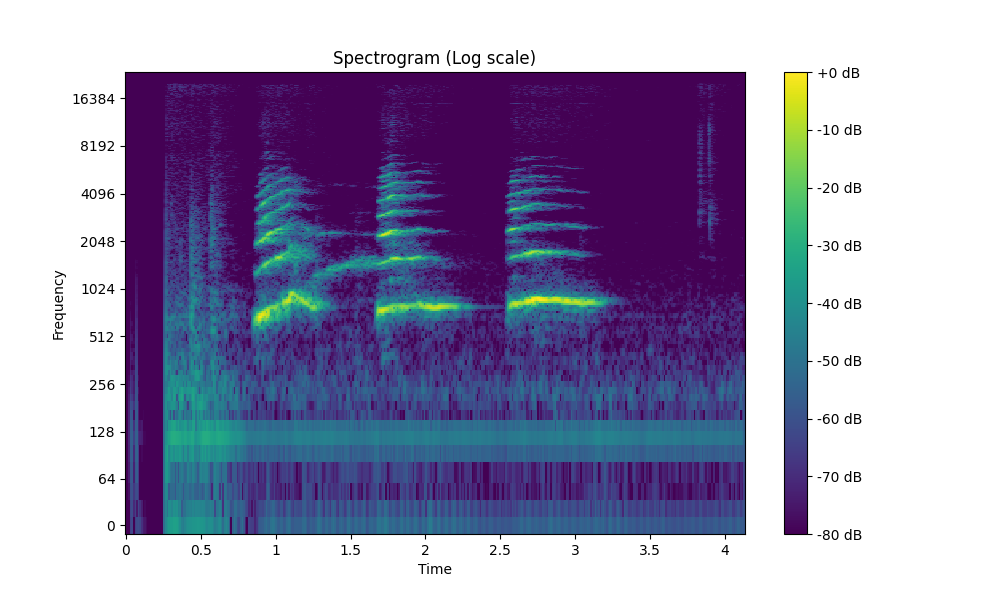 Spectrogram (Log scale)
Frequency
16384
8192
4096
2048
1024
512
256
128
64
0
0
0.5
1
1.5
2
2.5
3
3.5
4
Time
+0 dB
-10 dB
-20 dB
-30 dB
-40 dB
-50 dB
-60 dB
-70 dB
-80 dB